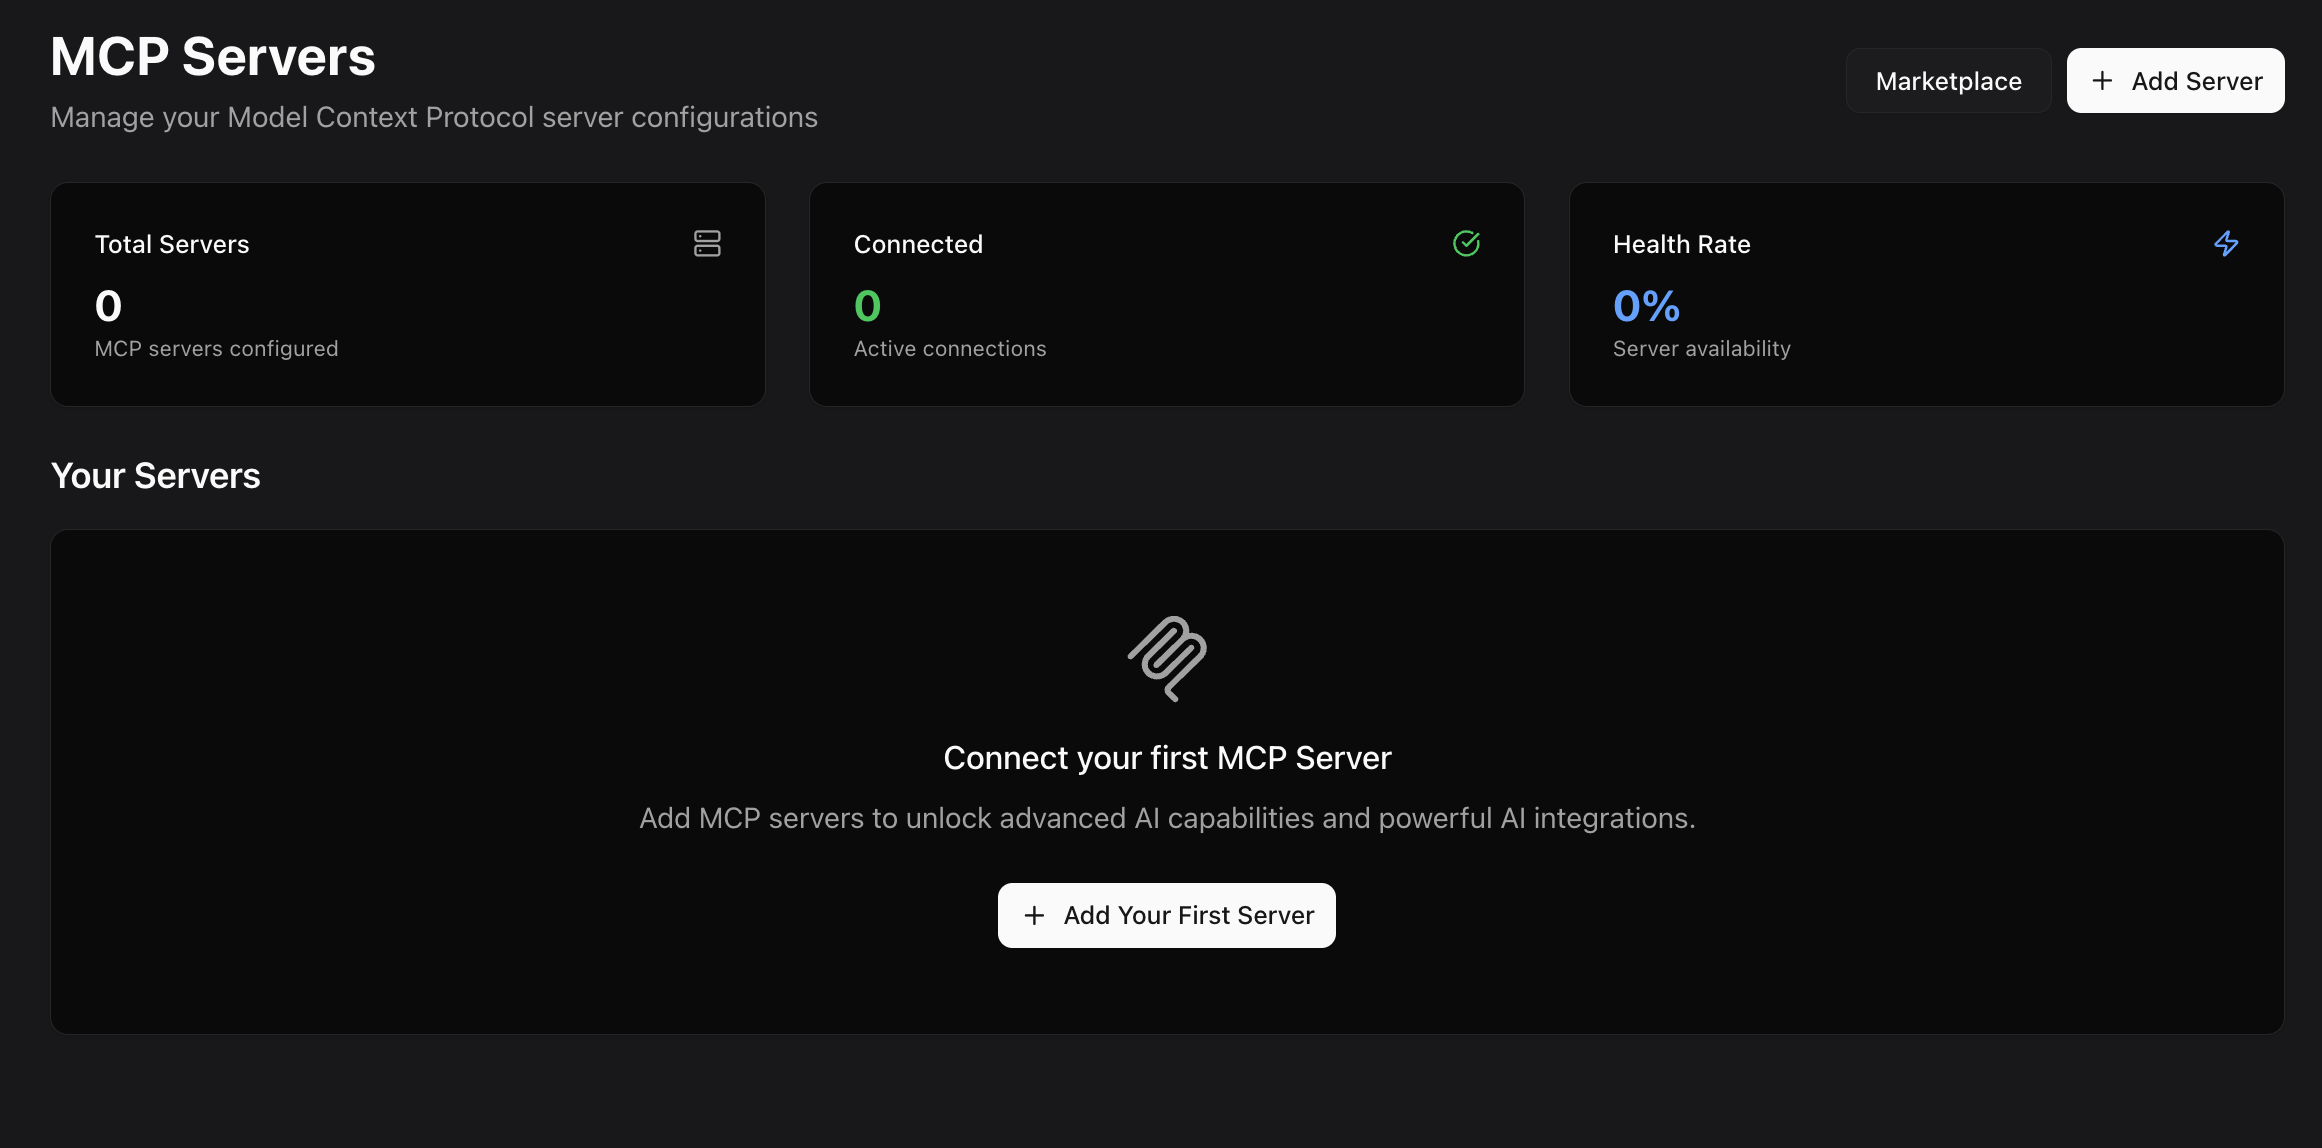 MCP Servers
Manage your Model Context Protocol server configurations
Marketplace
Add Server
Total Servers
0
MCP servers configured
Connected
0
Active connections
Health Rate
0%
Server availability
Your Servers
Connect your first MCP Server
Add MCP servers to unlock advanced AI capabilities and powerful AI integrations.
Add Your First Server